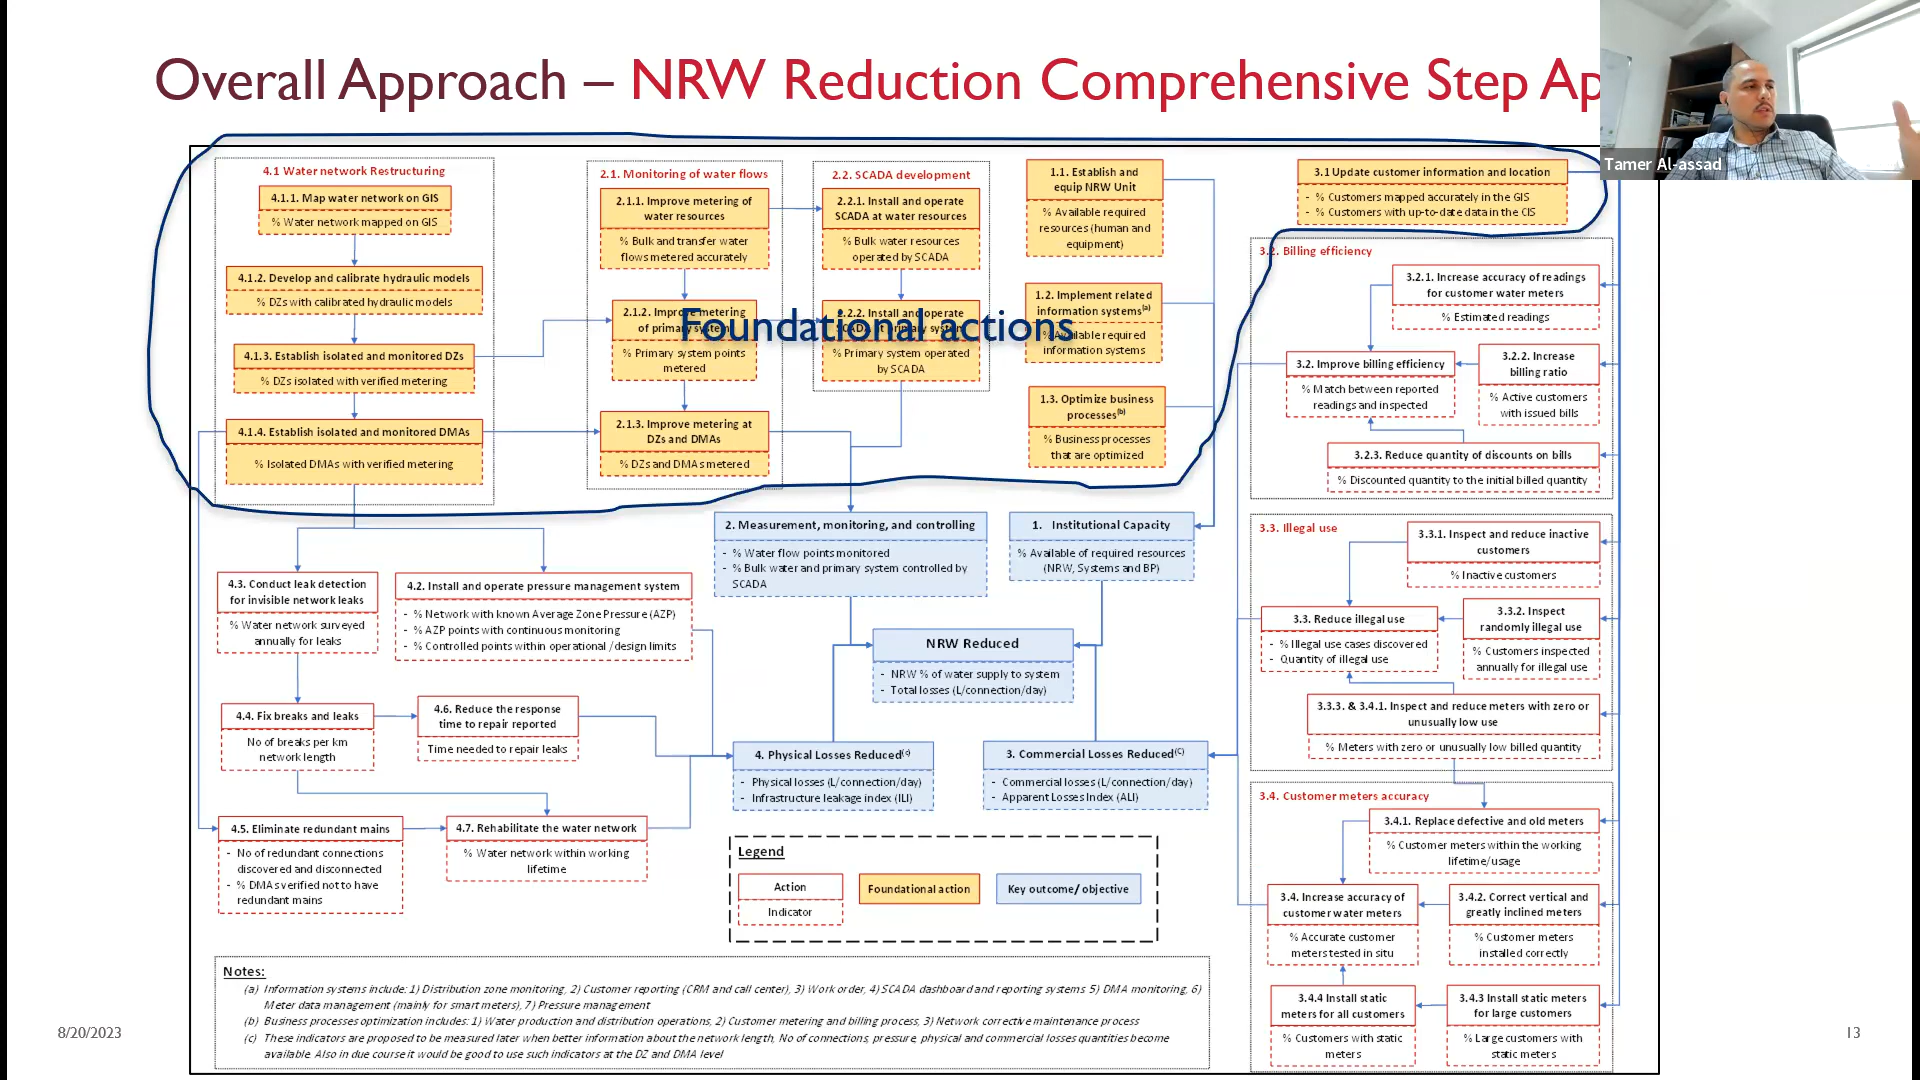 Overall Approach – NRW Reduction Comprehensive Step Ap
Tamer Al-assad
4.1 Water network Restructuring
4.1.1. Map water network on GIS
% Water network mapped on GIS
4.1.2. Develop and calibrate hydraulic models
% DZs with calibrated hydraulic models
4.1.3. Establish isolated and monitored DZs
% DZs isolated with verified metering
4.1.4. Establish isolated and monitored DMAs
% Isolated DMAs with verified metering
2.1. Monitoring of water flows
2.1.1. Improve metering of
water resources
% Bulk and transfer water
flows metered accurately
2.1.2. Improve metering
of primary system
% Primary system points
metered
2.1.3. Improve metering at
DZs and DMAs
% DZs and DMAs metered
2.2. SCADA development
2.2.1. Install and operate
SCADA at water resources
% Bulk water resources
operated by SCADA
2.2.2. Install and operate
SCADA at primary system
% Primary system operated
by SCADA
Foundational actions
1.1. Establish and
equip NRW Unit
% Available required
resources (human and
equipment)
1.2. Implement related
information systems(a)
% Available required
information systems
1.3. Optimize business
processes(b)
% Business processes
that are optimized
3.1 Update customer information and location
- % Customers mapped accurately in the GIS
- % Customers with up-to-date data in the CIS
3.2. Billing efficiency
3.2.1. Increase accuracy of readings
for customer water meters
% Estimated readings
3.2. Improve billing efficiency
% Match between reported
readings and inspected
3.2.2. Increase
billing ratio
% Active customers
with issued bills
3.2.3. Reduce quantity of discounts on bills
% Discounted quantity to the initial billed quantity
3.3. Illegal use
3.3.1. Inspect and reduce inactive
customers
% Inactive customers
3.3. Reduce illegal use
- % Illegal use cases discovered
- Quantity of illegal use
3.3.2. Inspect
randomly illegal use
% Customers inspected
annually for illegal use
3.3.3. & 3.4.1. Inspect and reduce meters with zero or
unusually low use
% Meters with zero or unusually low billed quantity
3.4. Customer meters accuracy
3.4.1. Replace defective and old meters
% Customer meters within the working
lifetime/usage
3.4. Increase accuracy of
customer water meters
% Accurate customer
meters tested in situ
3.4.2. Correct vertical and
greatly inclined meters
% Customer meters
installed correctly
3.4.4 Install static
meters for all customers
% Customers with static
meters
3.4.3 Install static meters
for large customers
% Large customers with
static meters
2. Measurement, monitoring, and controlling
- % Water flow points monitored
- % Bulk water and primary system controlled by
SCADA
1. Institutional Capacity
% Available of required resources
(NRW, Systems and BP)
NRW Reduced
- NRW % of water supply to system
- Total losses (L/connection/day)
4. Physical Losses Reduced(c)
- Physical losses (L/connection/day)
- Infrastructure leakage index (ILI)
3. Commercial Losses Reduced(C)
- Commercial losses (L/connection/day)
- Apparent Losses Index (ALI)
4.3. Conduct leak detection
for invisible network leaks
% Water network surveyed
annually for leaks
4.2. Install and operate pressure management system
- % Network with known Average Zone Pressure (AZP)
- % AZP points with continuous monitoring
- % Controlled points within operational /design limits
4.4. Fix breaks and leaks
No of breaks per km
network length
4.6. Reduce the response
time to repair reported
Time needed to repair leaks
4.5. Eliminate redundant mains
- No of redundant connections
discovered and disconnected
- % DMAs verified not to have
redundant mains
4.7. Rehabilitate the water network
% Water network within working
lifetime
Legend
Action
Indicator
Foundational action
Key outcome/ objective
Notes:
(a) Information systems include: 1) Distribution zone monitoring, 2) Customer reporting (CRM and call center), 3) Work order, 4) SCADA dashboard and reporting systems 5) DMA monitoring, 6)
Meter data management (mainly for smart meters), 7) Pressure management
(b) Business processes optimization includes: 1) Water production and distribution operations, 2) Customer metering and billing process, 3) Network corrective maintenance process
(c) These indicators are proposed to be measured later when better information about the network length, No of connections, pressure, physical and commercial losses quantities become
available. Also in due course it would be good to use such indicators at the DZ and DMA level
8/20/2023
13